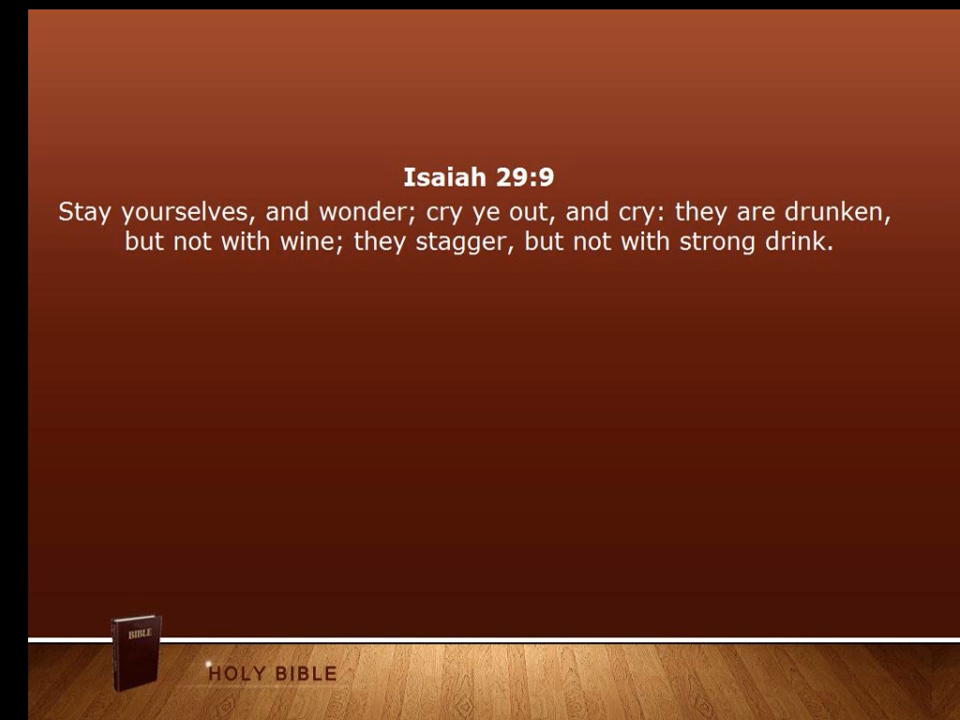 Isaiah 29:9
Stay yourselves, and wonder; cry ye out, and cry: they are drunken,
but not with wine; they stagger, but not with strong drink.
BIBLE
HOLY BIBLE